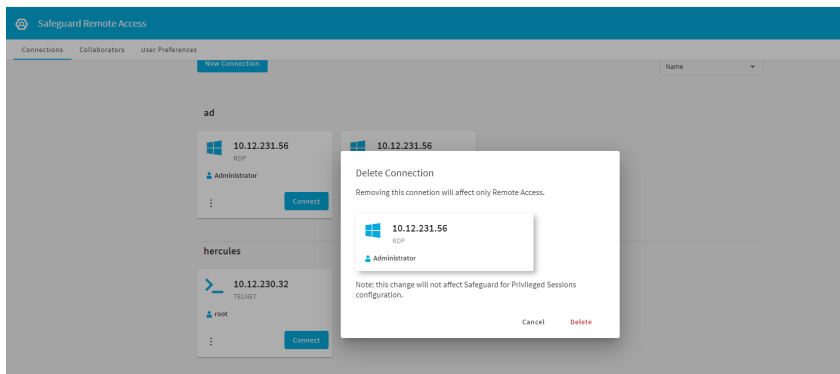 Safeguard Remote Access
Connections Collaborators User Preferences
New Connection
Name
ad
10.12.231.56
RDP
Administrator
Connect
10.12.231.56
Delete Connection
Removing this connetion will affect only Remote Access.
10.12.231.56
RDP
Administrator
Note: this change will not affect Safeguard for Privileged Sessions
configuration.
Cancel Delete
hercules
10.12.230.32
TELNET
root
Connect